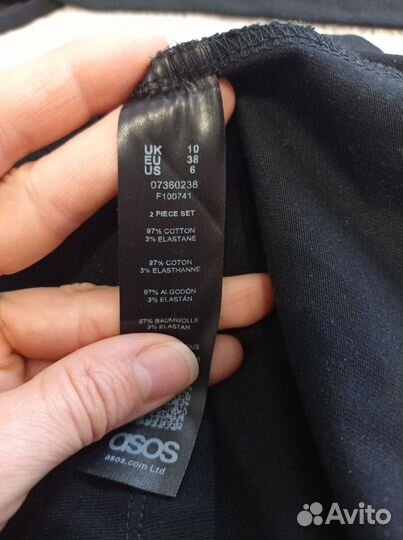 UK 10
EU 38
US 6
07360238
F100741
2 PIECE SET
97% COTTON
3% ELASTANE
97% COTON
3% ELASTHANNE
97% ALGODÓN
3% ELASTÁN
97% BAUMWOLLE
3% ELASTAN
asos
asos.com Ltd
Avito